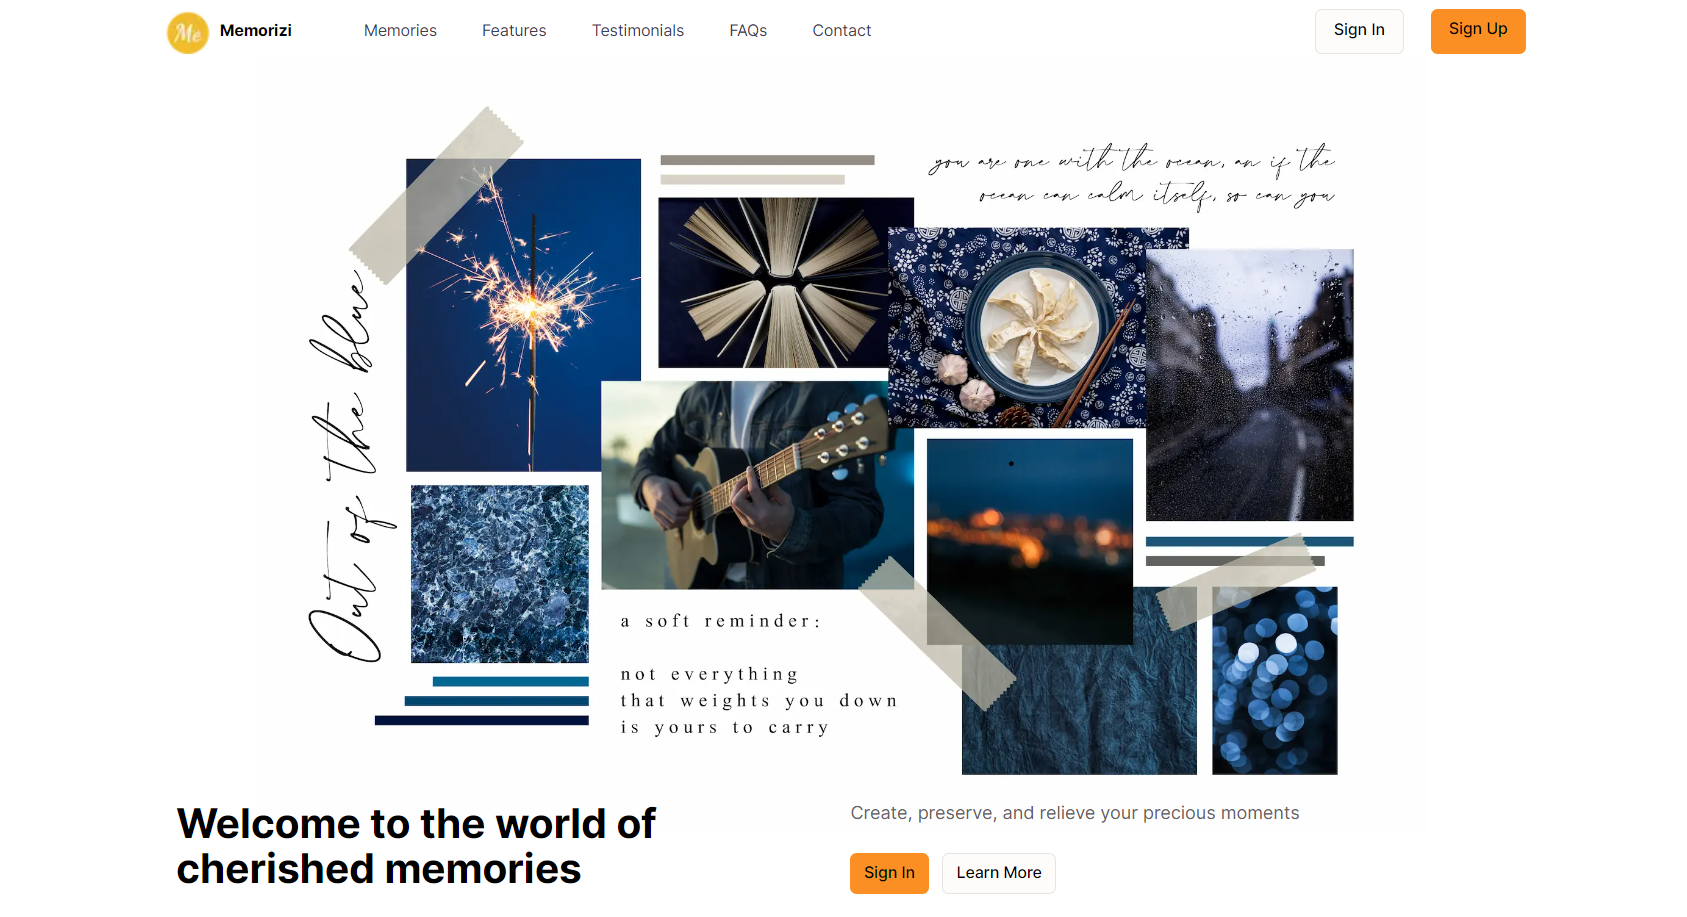 Me
Memorizi
Memories
Features
Testimonials
FAQs
Contact
Sign In
Sign Up
you are one with the ocean, an if the
ocean can calm itself, so can you
Out of the blue
a soft reminder:
not everything
that weights you down
is yours to carry
Welcome to the world of
cherished memories
Create, preserve, and relieve your precious moments
Sign In
Learn More